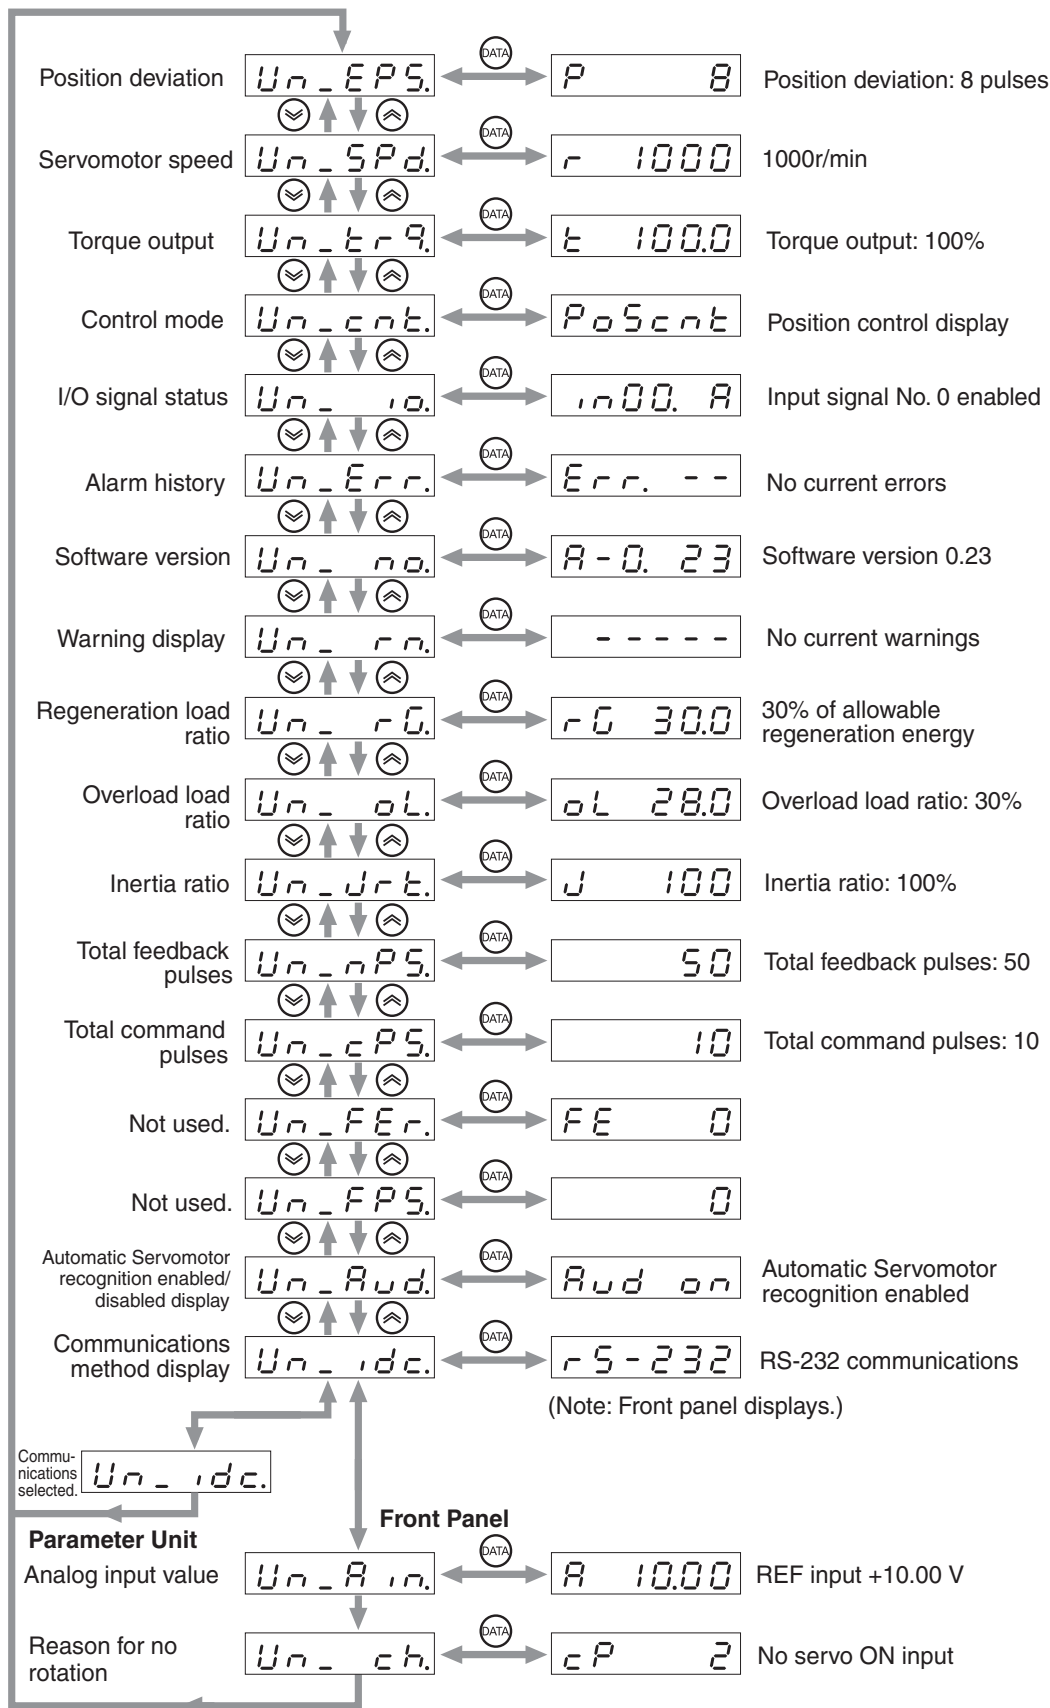 DATA
Position deviation Un_EPS. P 8 Position deviation: 8 pulses
DATA
Servomotor speed Un_SPd. r 1000 1000r/min
DATA
Torque output Un_trq. t 100.0 Torque output: 100%
DATA
Control mode Un_cnt. PoScnt Position control display
DATA
I/O signal status Un_ io. in00. A Input signal No. 0 enabled
DATA
Alarm history Un_Err. Err. -- No current errors
DATA
Software version Un_ no. A-0. 23 Software version 0.23
DATA
Warning display Un_ rn. ----- No current warnings
DATA
Regeneration load
ratio
Un_ rG. rG 30.0
30% of allowable
regeneration energy
DATA
Overload load
ratio
Un_ oL. oL 28.0 Overload load ratio: 30%
DATA
Inertia ratio Un_Jrt. J 100 Inertia ratio: 100%
DATA
Total feedback
pulses
Un_nPS. 50 Total feedback pulses: 50
DATA
Total command
pulses
Un_cPS. 10 Total command pulses: 10
DATA
Not used. Un_FEr. FE 0
DATA
Not used. Un_FPS. 0
DATA
Automatic Servomotor
recognition enabled/
disabled display
Un_Aud. Aud on
Automatic Servomotor
recognition enabled
DATA
Communications
method display
Un_ idc. rS-232 RS-232 communications
(Note: Front panel displays.)
Commu-
nications
selected.
Un_ idc.
Front Panel
Parameter Unit
DATA
Analog input value Un_A in. A 10.00 REF input +10.00 V
DATA
Reason for no
rotation
Un_ ch. cP 2 No servo ON input